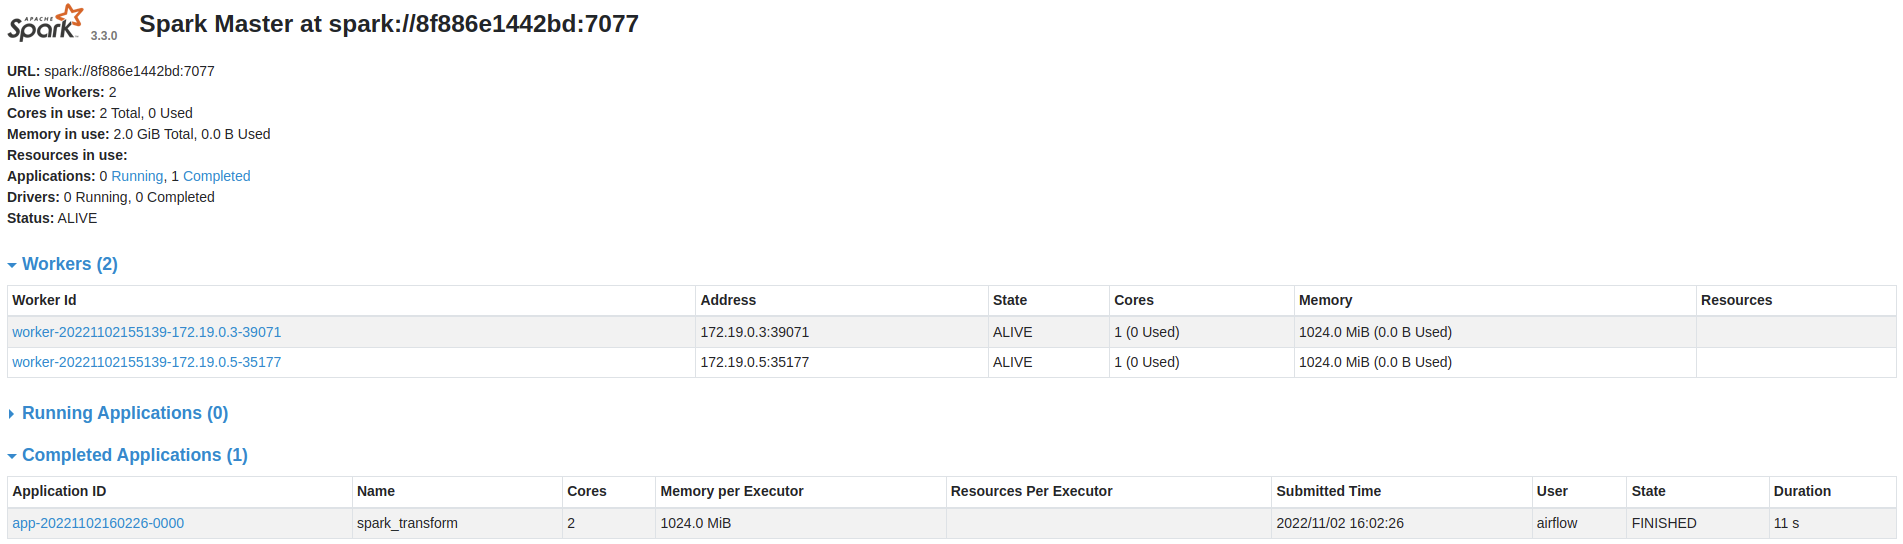 APACHE
Spark 3.3.0 Spark Master at spark://8f886e1442bd:7077
URL: spark://8f886e1442bd:7077
Alive Workers: 2
Cores in use: 2 Total, 0 Used
Memory in use: 2.0 GiB Total, 0.0 B Used
Resources in use:
Applications: 0 Running, 1 Completed
Drivers: 0 Running, 0 Completed
Status: ALIVE
Workers (2)
Worker Id Address State Cores Memory Resources
worker-20221102155139-172.19.0.3-39071 172.19.0.3:39071 ALIVE 1 (0 Used) 1024.0 MiB (0.0 B Used)
worker-20221102155139-172.19.0.5-35177 172.19.0.5:35177 ALIVE 1 (0 Used) 1024.0 MiB (0.0 B Used)
Running Applications (0)
Completed Applications (1)
Application ID Name Cores Memory per Executor Resources Per Executor Submitted Time User State Duration
app-20221102160226-0000 spark_transform 2 1024.0 MiB 2022/11/02 16:02:26 airflow FINISHED 11 s